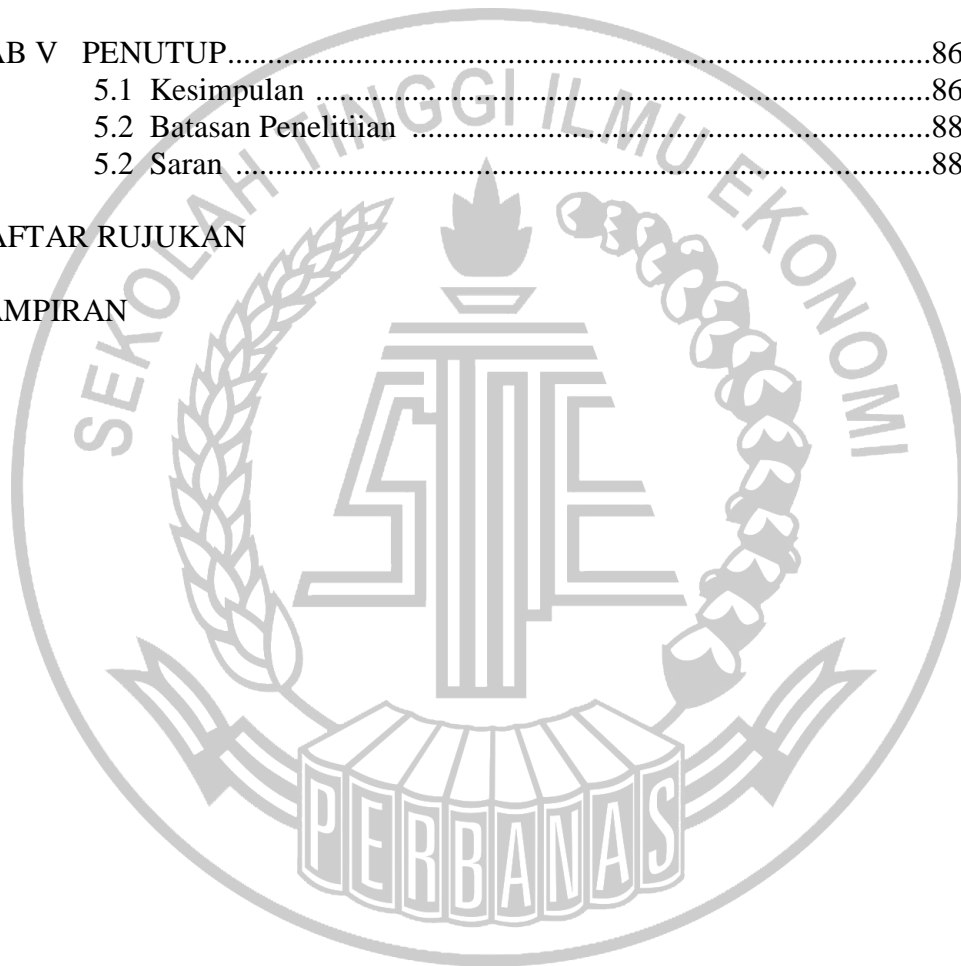 AB V PENUTUP................................................................................86
5.1 Kesimpulan ......................................................................86
5.2 Batasan Penelitiian ...........................................................88
5.2 Saran ...............................................................................88
AFTAR RUJUKAN
AMPIRAN
SEKOLAH TINGGI ILMU EKONOMI
STIE
PERBANAS